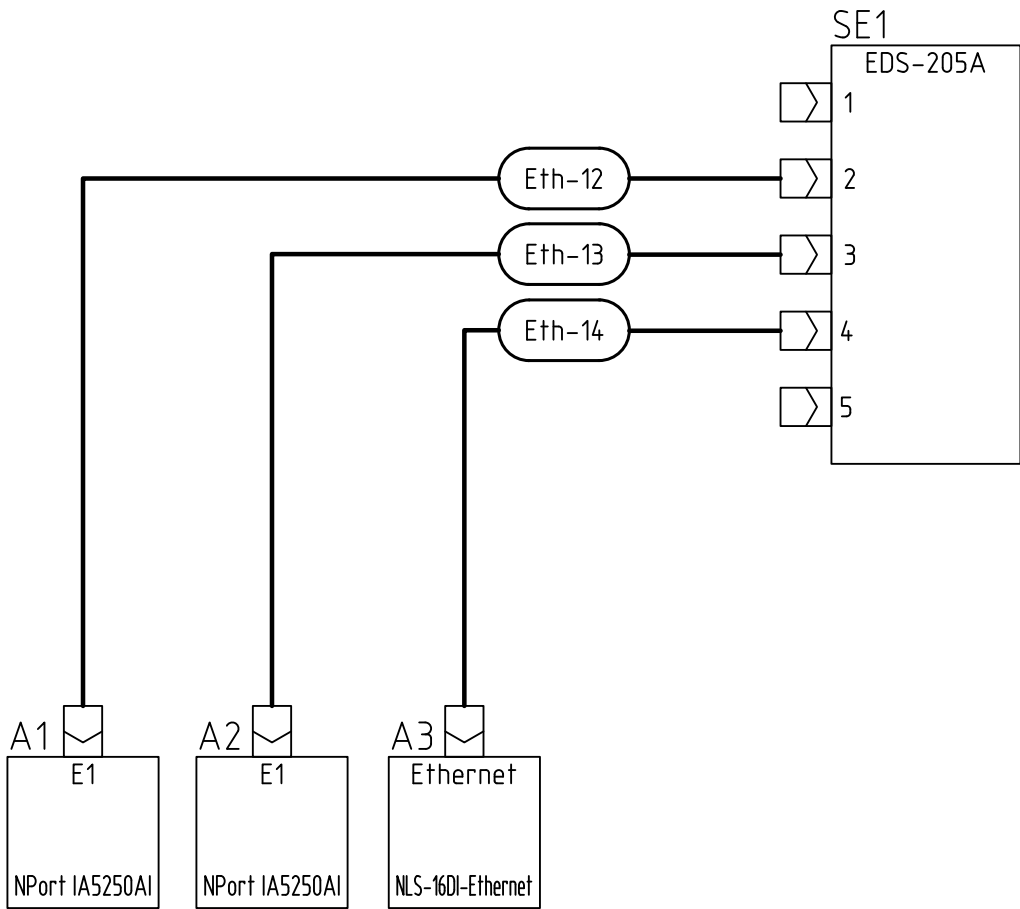 SE1
EDS-205A
1
Eth-12
2
Eth-13
3
Eth-14
4
5
A1
A2
A3
E1
E1
Ethernet
NPort IA5250AI
NPort IA5250AI
NLS-16DI-Ethernet